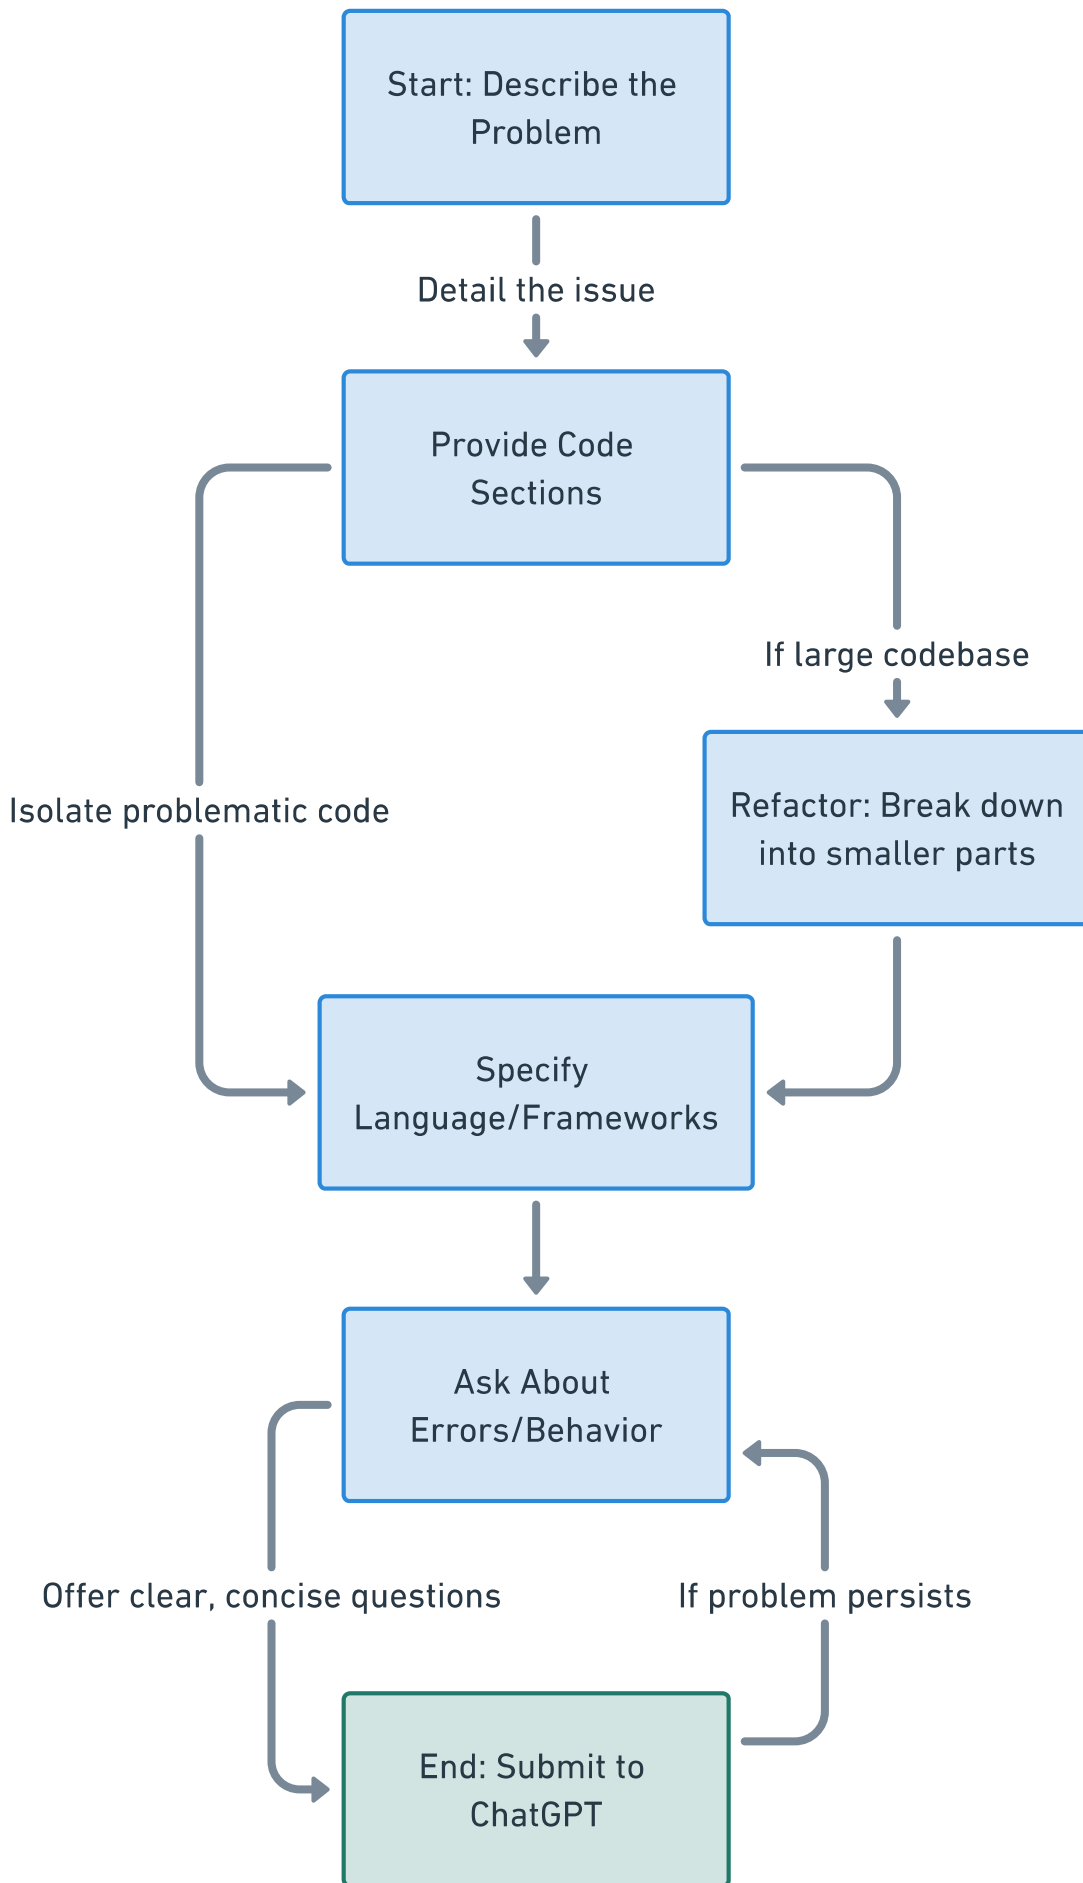 Start: Describe the
Problem
Detail the issue
Provide Code
Sections
If large codebase
Isolate problematic code
Refactor: Break down
into smaller parts
Specify
Language/Frameworks
Ask About
Errors/Behavior
Offer clear, concise questions
If problem persists
End: Submit to
ChatGPT